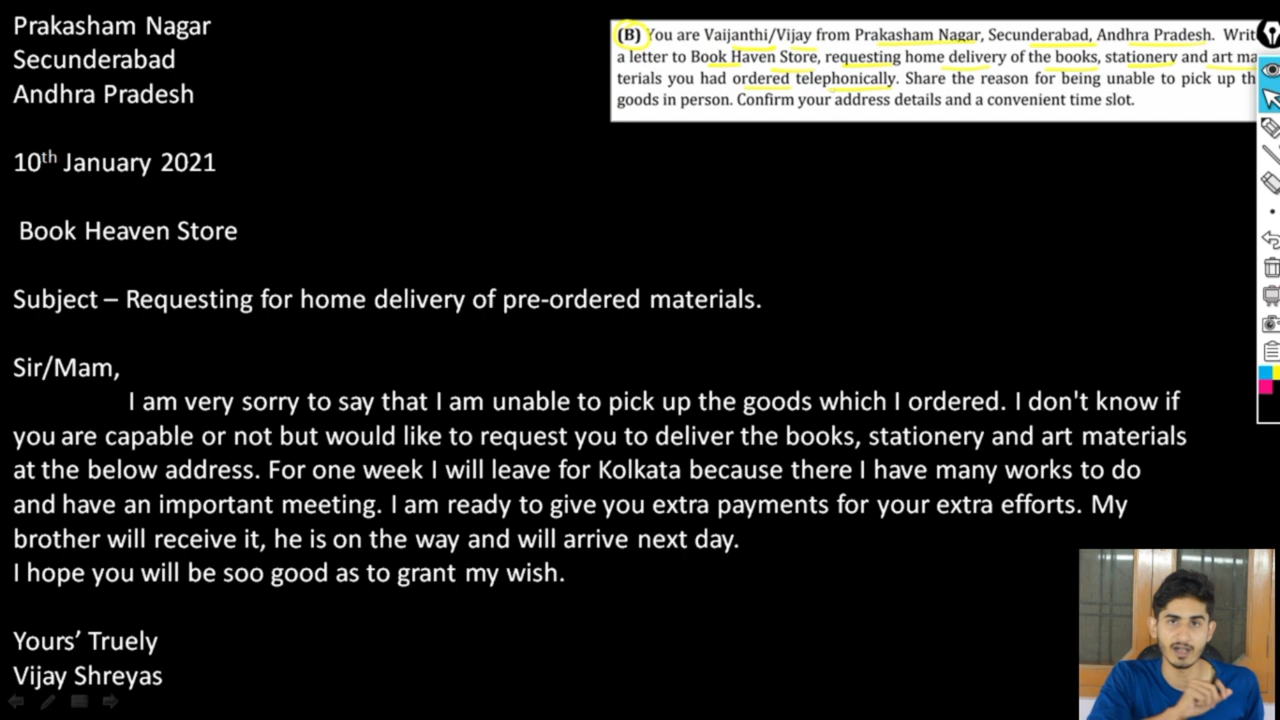 Prakasham Nagar
Secunderabad
Andhra Pradesh
10th January 2021
Book Heaven Store
Subject – Requesting for home delivery of pre-ordered materials.
Sir/Mam,
I am very sorry to say that I am unable to pick up the goods which I ordered. I don't know if
you are capable or not but would like to request you to deliver the books, stationery and art materials
at the below address. For one week I will leave for Kolkata because there I have many works to do
and have an important meeting. I am ready to give you extra payments for your extra efforts. My
brother will receive it, he is on the way and will arrive next day.
I hope you will be soo good as to grant my wish.
Yours’ Truely
Vijay Shreyas
(B) You are Vaijanthi/Vijay from Prakasham Nagar, Secunderabad, Andhra Pradesh. Writ
a letter to Book Haven Store, requesting home delivery of the books, stationery and art ma
terials you had ordered telephonically. Share the reason for being unable to pick up th
goods in person. Confirm your address details and a convenient time slot.